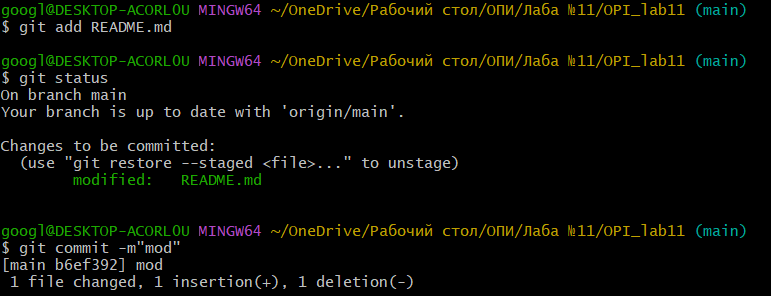 googl@DESKTOP-ACORL0U MINGW64 ~/OneDrive/Рабочий стол/ОПИ/Лаба №11/OPI_lab11 (main)
$ git add README.md
googl@DESKTOP-ACORL0U MINGW64 ~/OneDrive/Рабочий стол/ОПИ/Лаба №11/OPI_lab11 (main)
$ git status
On branch main
Your branch is up to date with 'origin/main'.
Changes to be committed:
  (use "git restore --staged <file>..." to unstage)
        modified:   README.md
googl@DESKTOP-ACORL0U MINGW64 ~/OneDrive/Рабочий стол/ОПИ/Лаба №11/OPI_lab11 (main)
$ git commit -m"mod"
[main b6ef392] mod
 1 file changed, 1 insertion(+), 1 deletion(-)